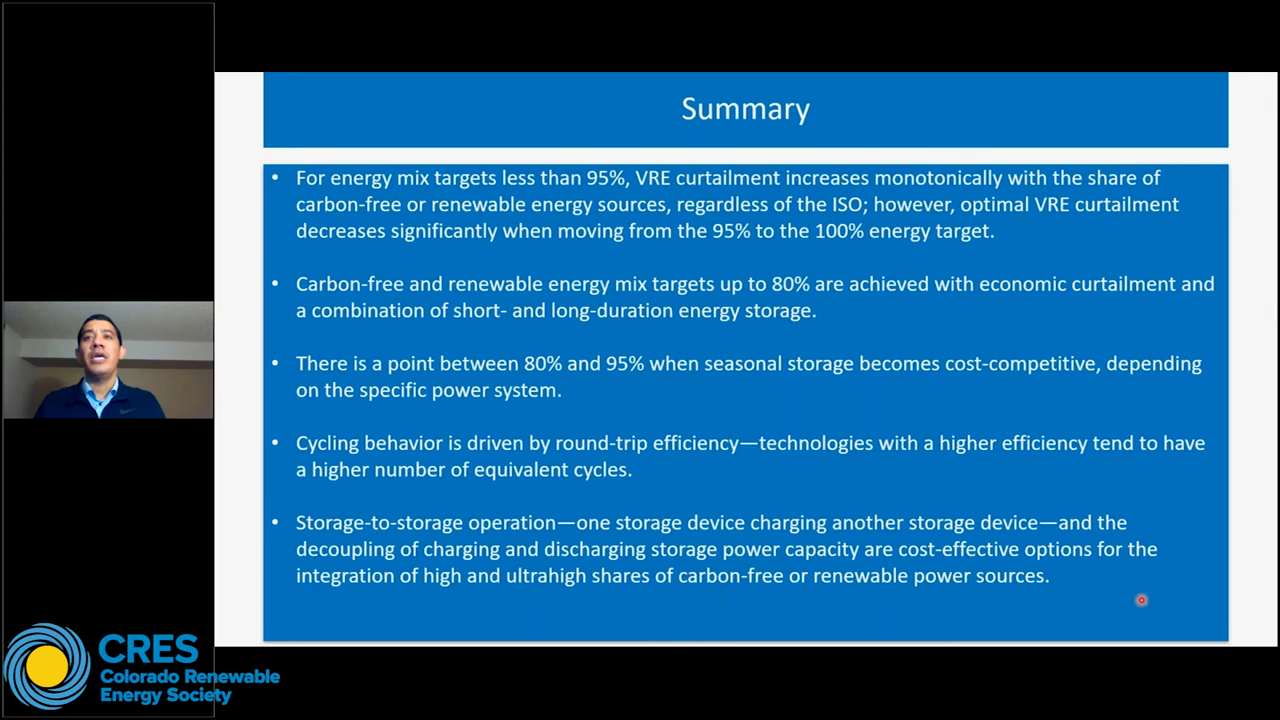 Summary
• For energy mix targets less than 95%, VRE curtailment increases monotonically with the share of
carbon-free or renewable energy sources, regardless of the ISO; however, optimal VRE curtailment
decreases significantly when moving from the 95% to the 100% energy target.
• Carbon-free and renewable energy mix targets up to 80% are achieved with economic curtailment and
a combination of short- and long-duration energy storage.
• There is a point between 80% and 95% when seasonal storage becomes cost-competitive, depending
on the specific power system.
• Cycling behavior is driven by round-trip efficiency—technologies with a higher efficiency tend to have
a higher number of equivalent cycles.
• Storage-to-storage operation—one storage device charging another storage device—and the
decoupling of charging and discharging storage power capacity are cost-effective options for the
integration of high and ultrahigh shares of carbon-free or renewable power sources.
CRES
Colorado Renewable
Energy Society